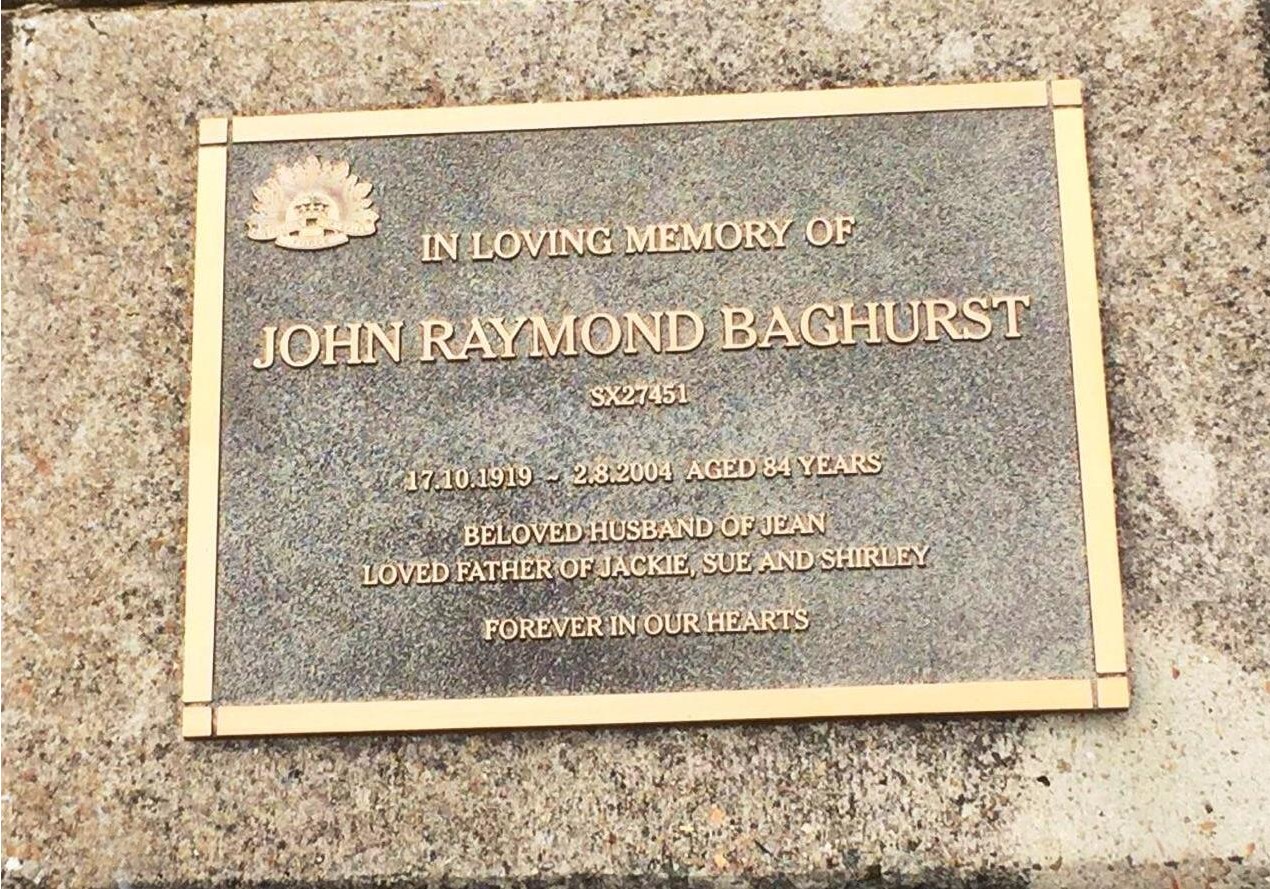 IN LOVING MEMORY OF
JOHN RAYMOND BAGHURST
SX27451
17.10.1919 ~ 2.8.2004 AGED 84 YEARS
BELOVED HUSBAND OF JEAN
LOVED FATHER OF JACKIE, SUE AND SHIRLEY
FOREVER IN OUR HEARTS